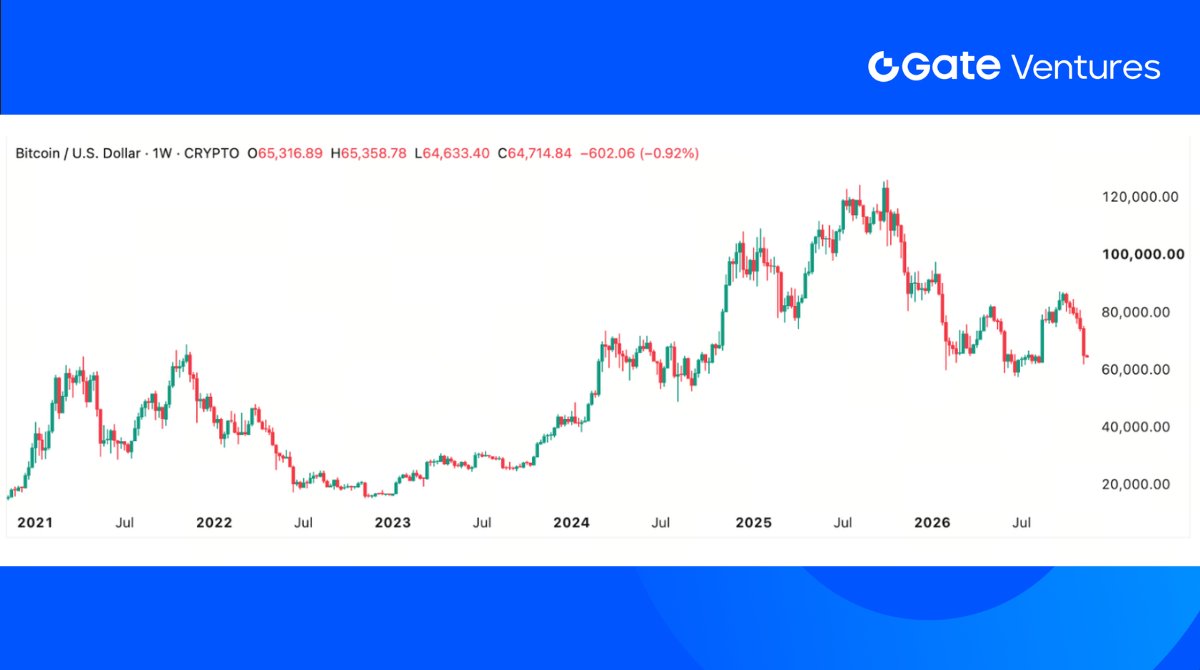 Gate Ventures
Bitcoin / U.S. Dollar · 1W · CRYPTO O65,316.89 H65,358.78 L64,633.40 C64,714.84 −602.06 (−0.92%)
120,000.00
100,000.00
80,000.00
60,000.00
40,000.00
20,000.00
2021 Jul 2022 Jul 2023 Jul 2024 Jul 2025 Jul 2026 Jul